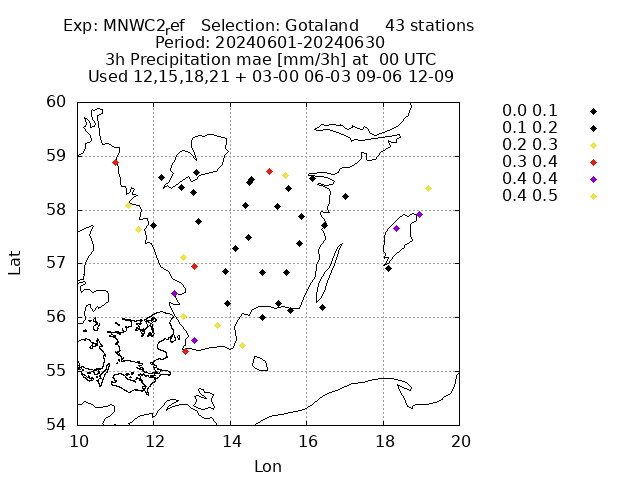 Exp: MNWC2ref Selection: Gotaland 43 stations
Period: 20240601-20240630
3h Precipitation mae [mm/3h] at 00 UTC
Used 12,15,18,21 + 03-00 06-03 09-06 12-09
60
59
58
57
56
55
54
Lat
10 12 14 16 18 20
Lon
0.0 0.1
0.1 0.2
0.2 0.3
0.3 0.4
0.4 0.4
0.4 0.5